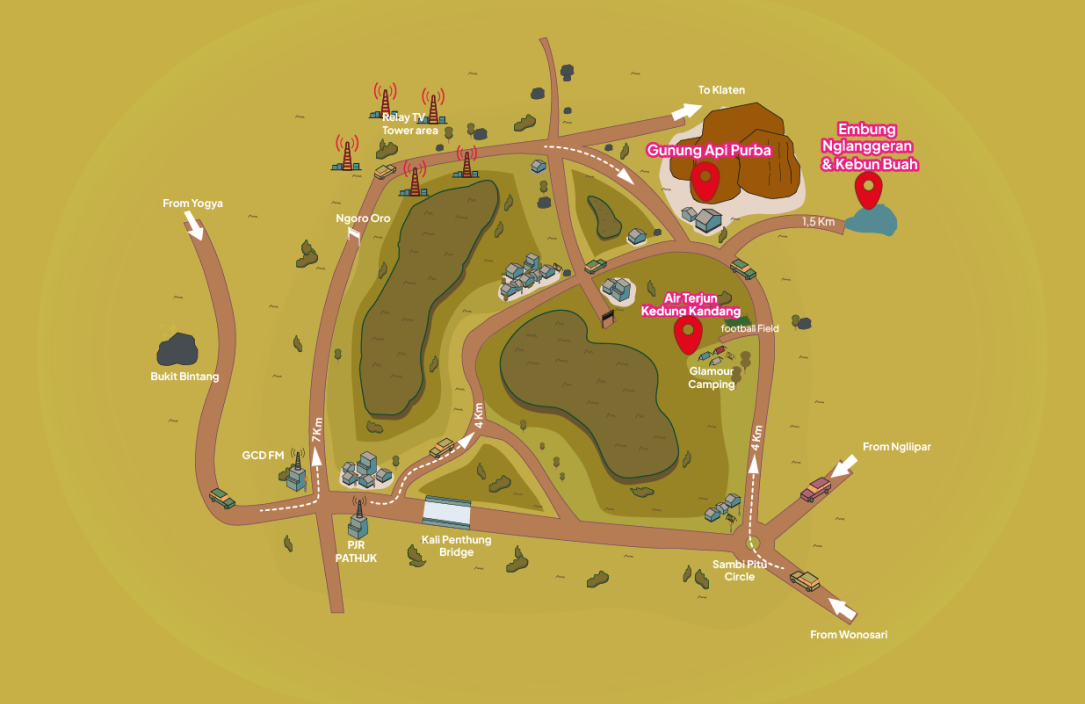 To Klaten
Relay TV
Tower area
Embung
Nglanggeran
& Kebun Buah
Gunung Api Purba
From Yogya
Ngoro Oro
1,5 Km
Air Terjun
Kedung Kandang
football Field
Bukit Bintang
Glamour
Camping
4 Km
7 Km
4 Km
GCD FM
From Nglipar
PJR
PATHUK
Kali Penthung
Bridge
Sambi Pitu
Circle
From Wonosari